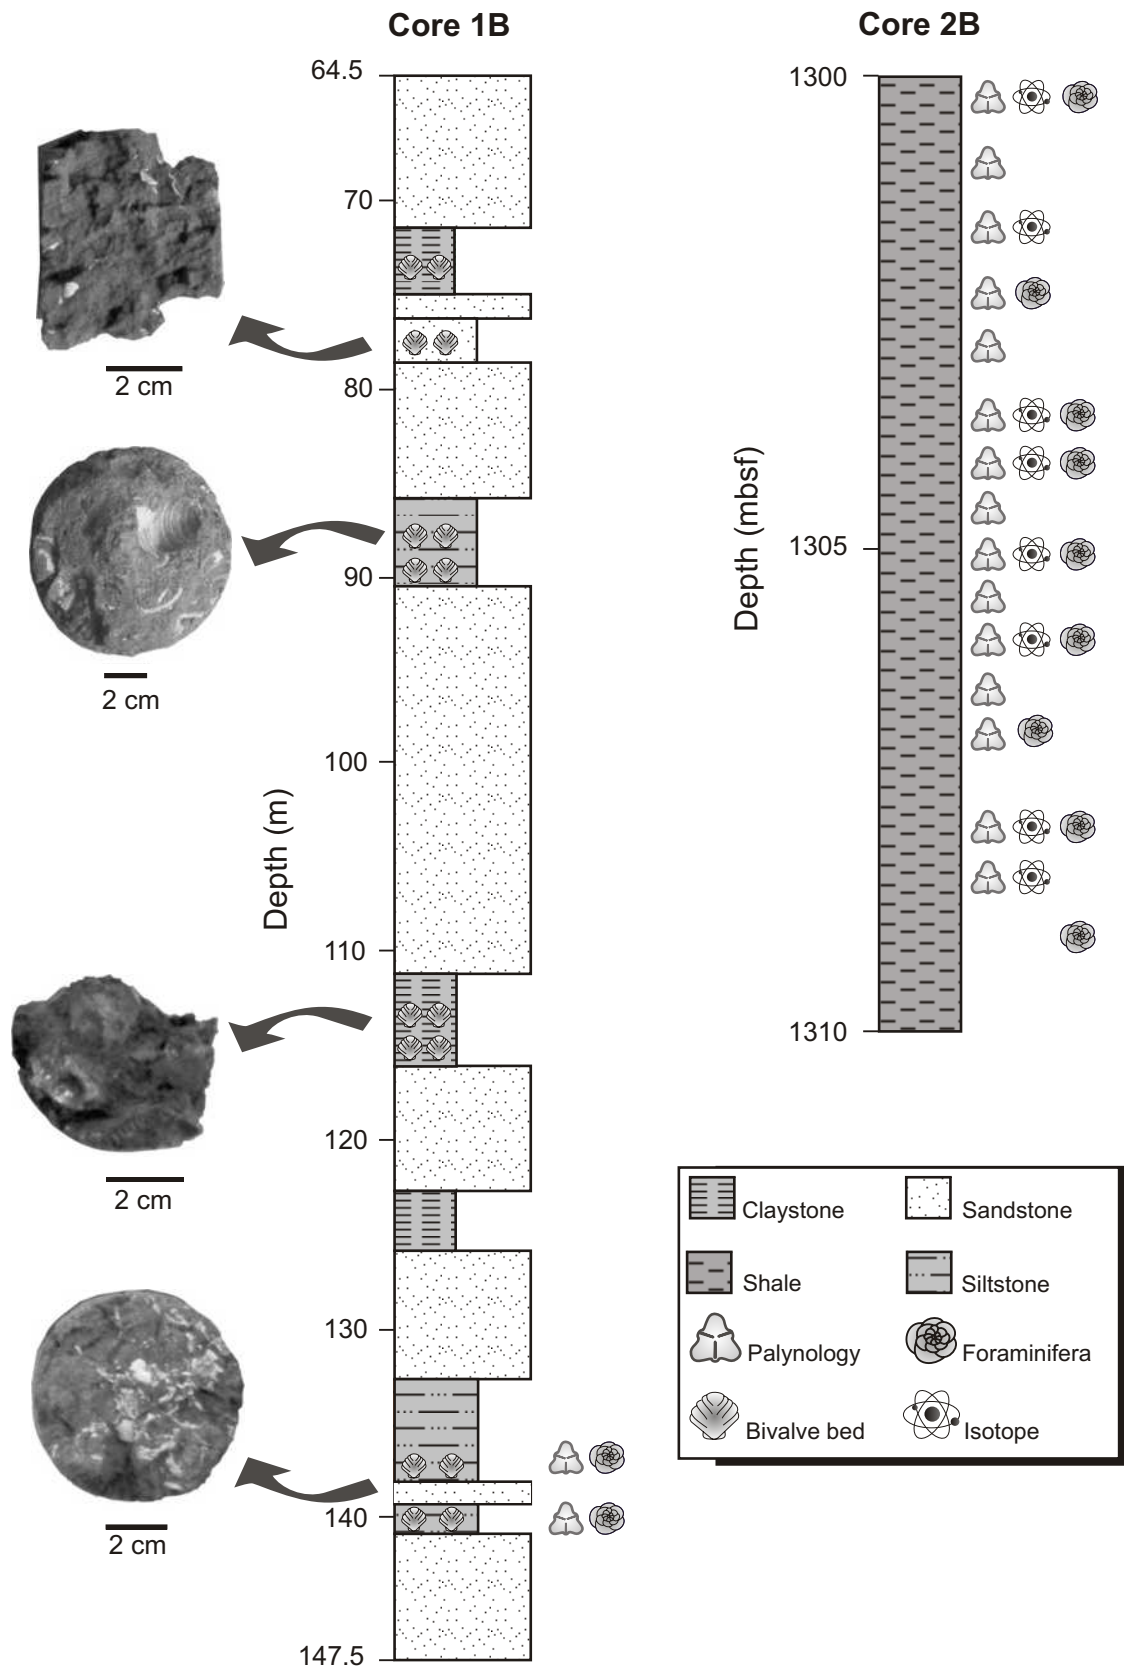 Core 1B
Core 2B
64.5
70
80
90
100
110
120
130
140
147.5
Depth (m)
2 cm
2 cm
2 cm
2 cm
1300
1305
1310
Depth (mbsf)
Claystone
Sandstone
Shale
Siltstone
Palynology
Foraminifera
Bivalve bed
Isotope